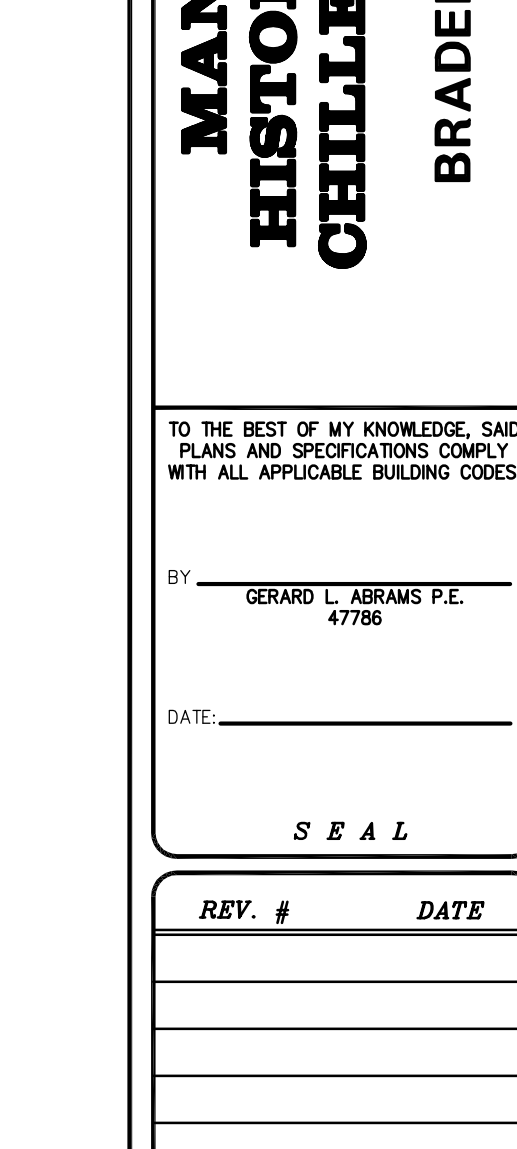 TO THE BEST OF MY KNOWLEDGE, SAID
PLANS AND SPECIFICATIONS COMPLY
WITH ALL APPLICABLE BUILDING CODES
BY
GERARD L. ABRAMS P.E.
47786
DATE:
SEAL
REV. # DATE